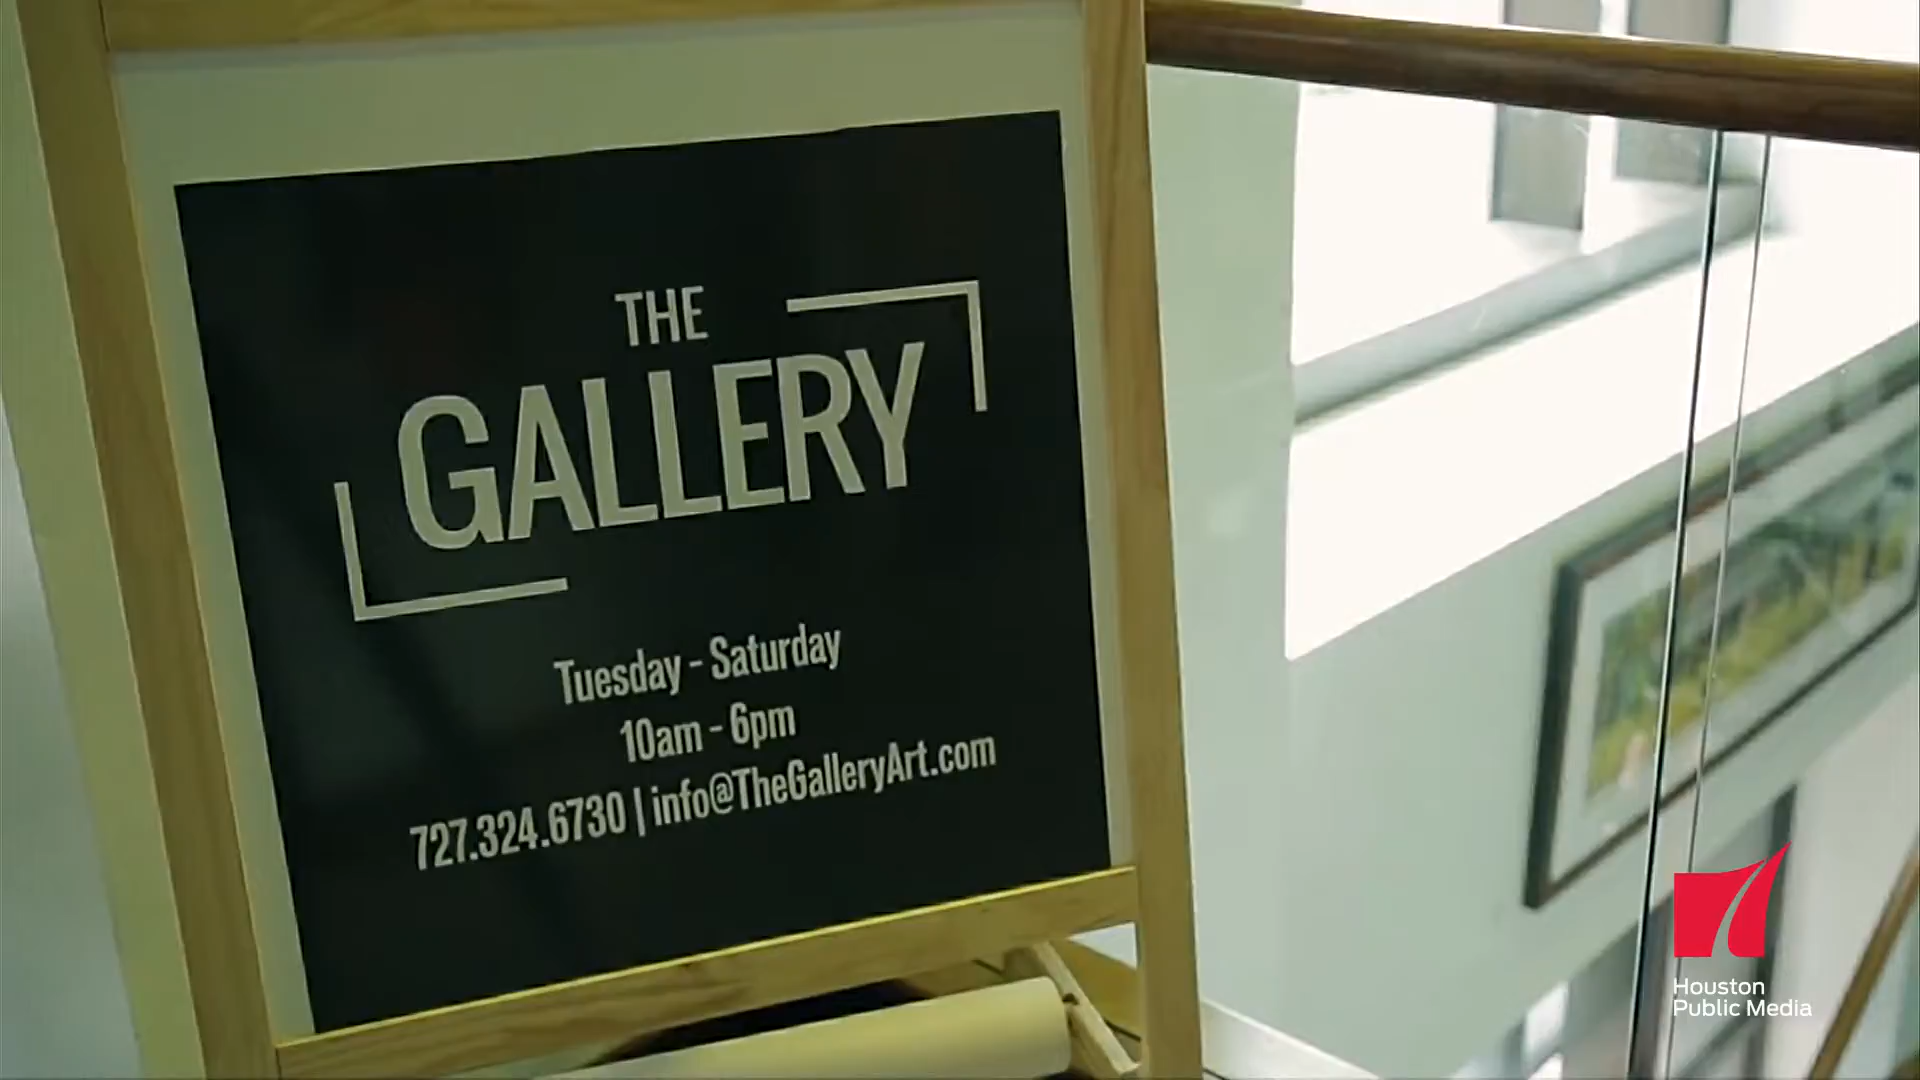 THE
GALLERY
Tuesday - Saturday
10am - 6pm
727.324.6730 | info@TheGalleryArt.com
Houston
Public Media